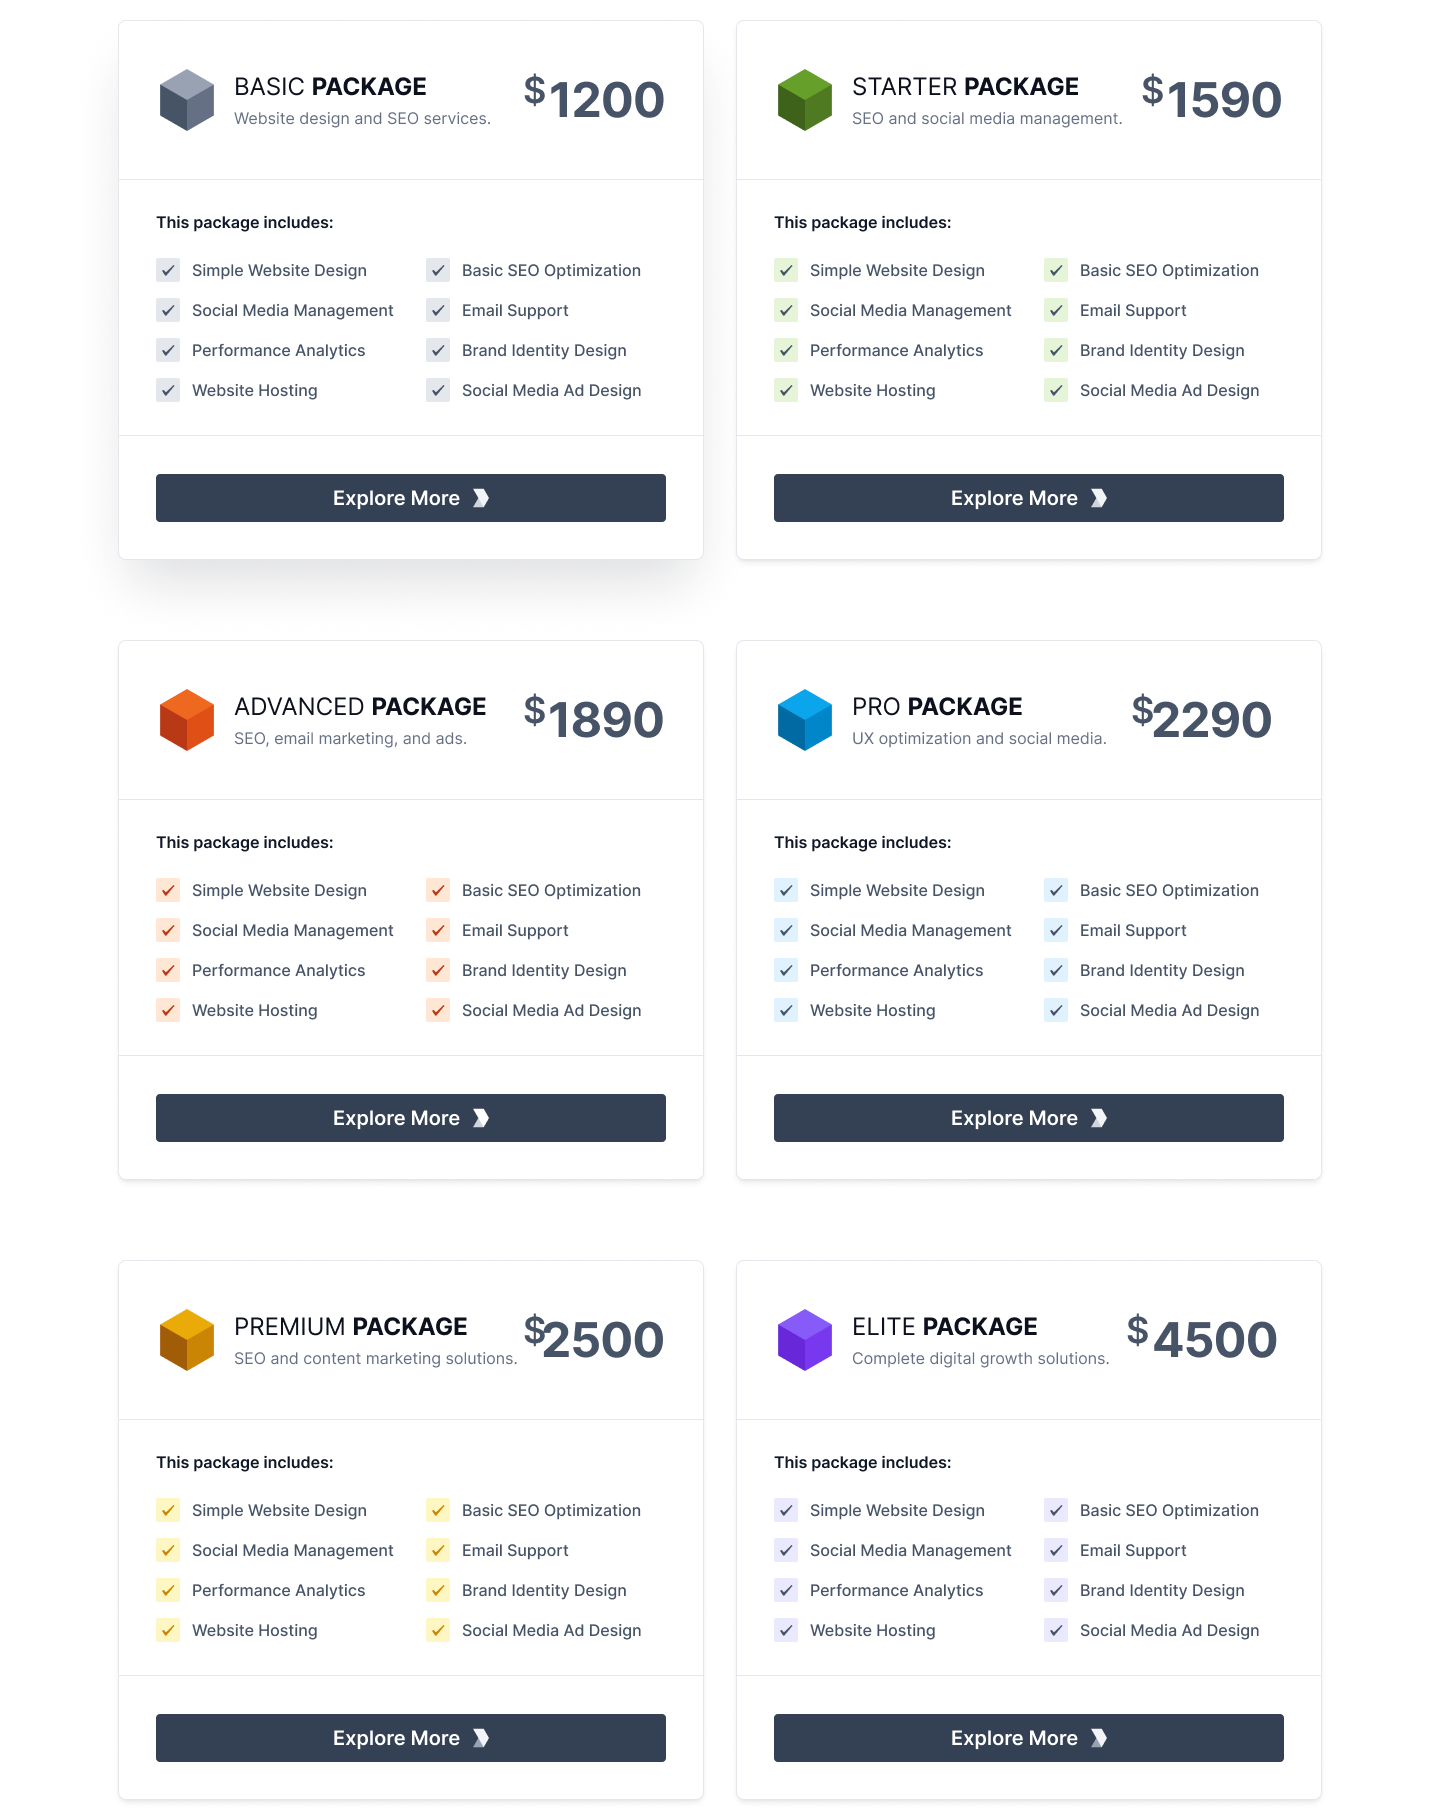 BASIC PACKAGE
Website design and SEO services.
$1200
This package includes:
Simple Website Design
Basic SEO Optimization
Social Media Management
Email Support
Performance Analytics
Brand Identity Design
Website Hosting
Social Media Ad Design
Explore More
STARTER PACKAGE
SEO and social media management.
$1590
This package includes:
Simple Website Design
Basic SEO Optimization
Social Media Management
Email Support
Performance Analytics
Brand Identity Design
Website Hosting
Social Media Ad Design
Explore More
ADVANCED PACKAGE
SEO, email marketing, and ads.
$1890
This package includes:
Simple Website Design
Basic SEO Optimization
Social Media Management
Email Support
Performance Analytics
Brand Identity Design
Website Hosting
Social Media Ad Design
Explore More
PRO PACKAGE
UX optimization and social media.
$2290
This package includes:
Simple Website Design
Basic SEO Optimization
Social Media Management
Email Support
Performance Analytics
Brand Identity Design
Website Hosting
Social Media Ad Design
Explore More
PREMIUM PACKAGE
SEO and content marketing solutions.
$2500
This package includes:
Simple Website Design
Basic SEO Optimization
Social Media Management
Email Support
Performance Analytics
Brand Identity Design
Website Hosting
Social Media Ad Design
Explore More
ELITE PACKAGE
Complete digital growth solutions.
$4500
This package includes:
Simple Website Design
Basic SEO Optimization
Social Media Management
Email Support
Performance Analytics
Brand Identity Design
Website Hosting
Social Media Ad Design
Explore More